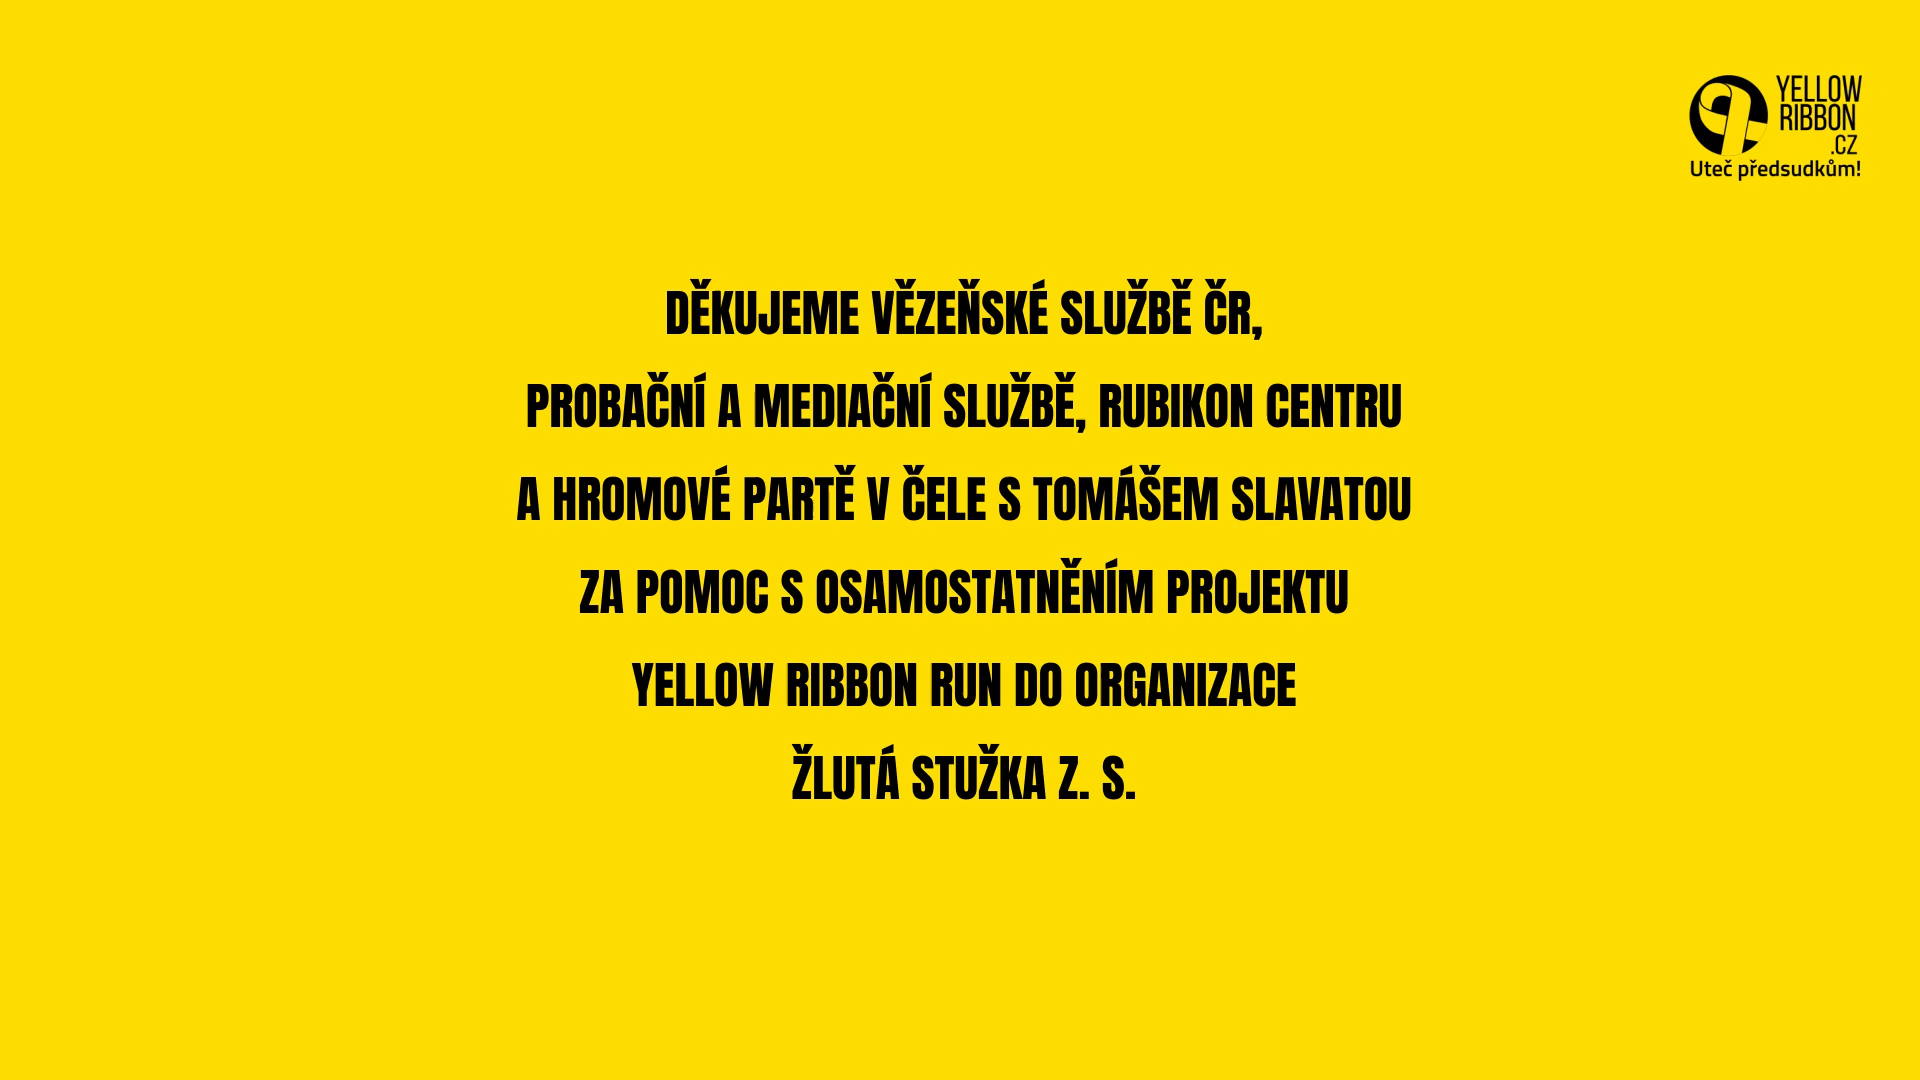 YELLOW
RIBBON
.CZ
Uteč předsudkům!
DĚKUJEME VĚZEŇSKÉ SLUŽBĚ ČR,
PROBAČNÍ A MEDIAČNÍ SLUŽBĚ, RUBIKON CENTRU
A HROMOVÉ PARTĚ V ČELE S TOMÁŠEM SLAVATOU
ZA POMOC S OSAMOSTATNĚNÍM PROJEKTU
YELLOW RIBBON RUN DO ORGANIZACE
ŽLUTÁ STUŽKA Z. S.